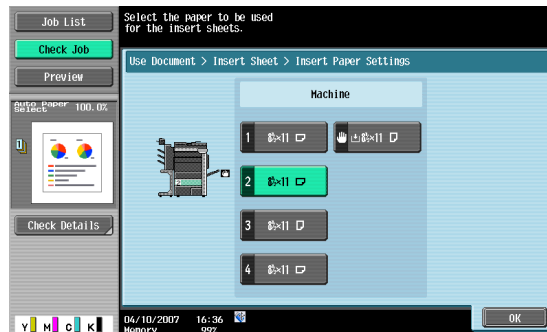 Job List
Check Job
Preview
Select the paper to be used
for the insert sheets.
Use Document > Insert Sheet > Insert Paper Settings
Machine
Auto Paper
Select
100.0%
1 8½×11
8½×11
2 8½×11
3 8½×11
4 8½×11
2
Check Details
Y M C K
04/10/2007 16:36
Memory 99%
OK